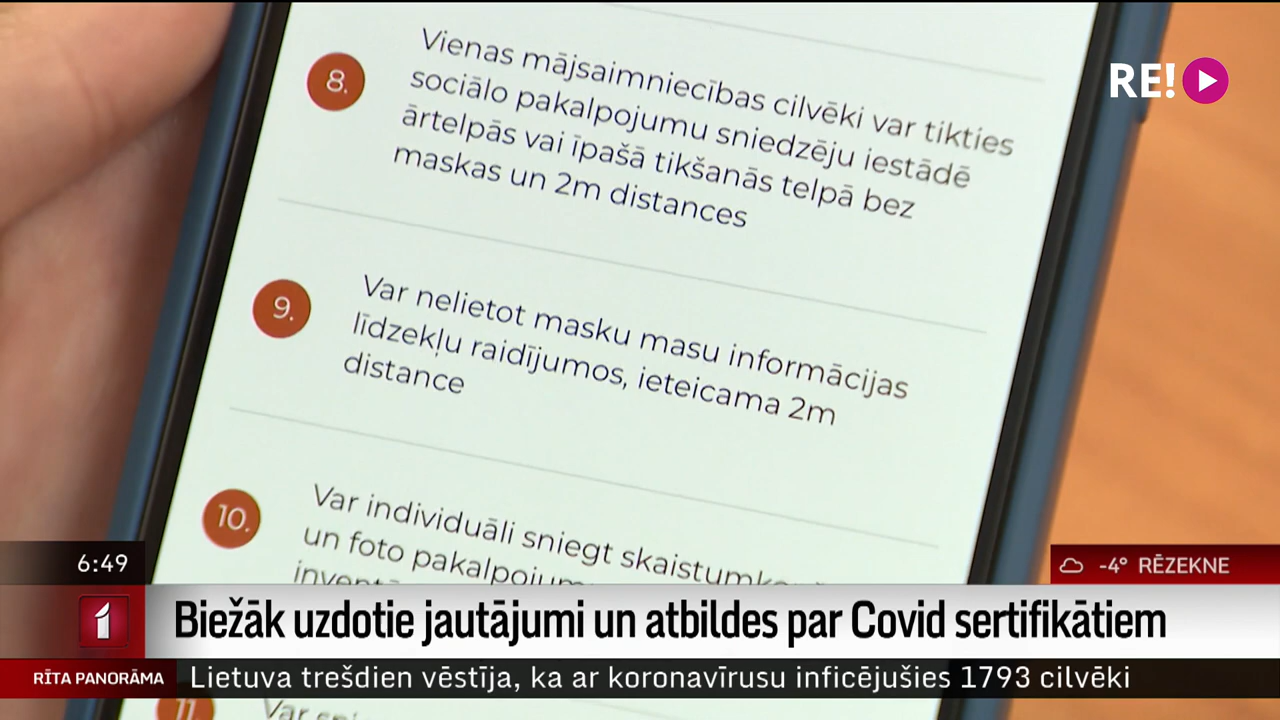 RE!
8.
Vienas mājsaimniecības cilvēki var tikties
sociālo pakalpojumu sniedzēju iestādē
ārtelpās vai īpašā tikšanās telpā bez
maskas un 2m distances
9.
Var nelietot masku masu informācijas
līdzekļu raidījumos, ieteicama 2m
distance
10.
Var individuāli sniegt
un foto
6:49
-4° RĒZEKNE
1
Biežāk uzdotie jautājumi un atbildes par Covid sertifikātiem
RĪTA PANORĀMA
Lietuva trešdien vēstīja, ka ar koronavīrusu inficējušies 1793 cilvēki
11.
Var